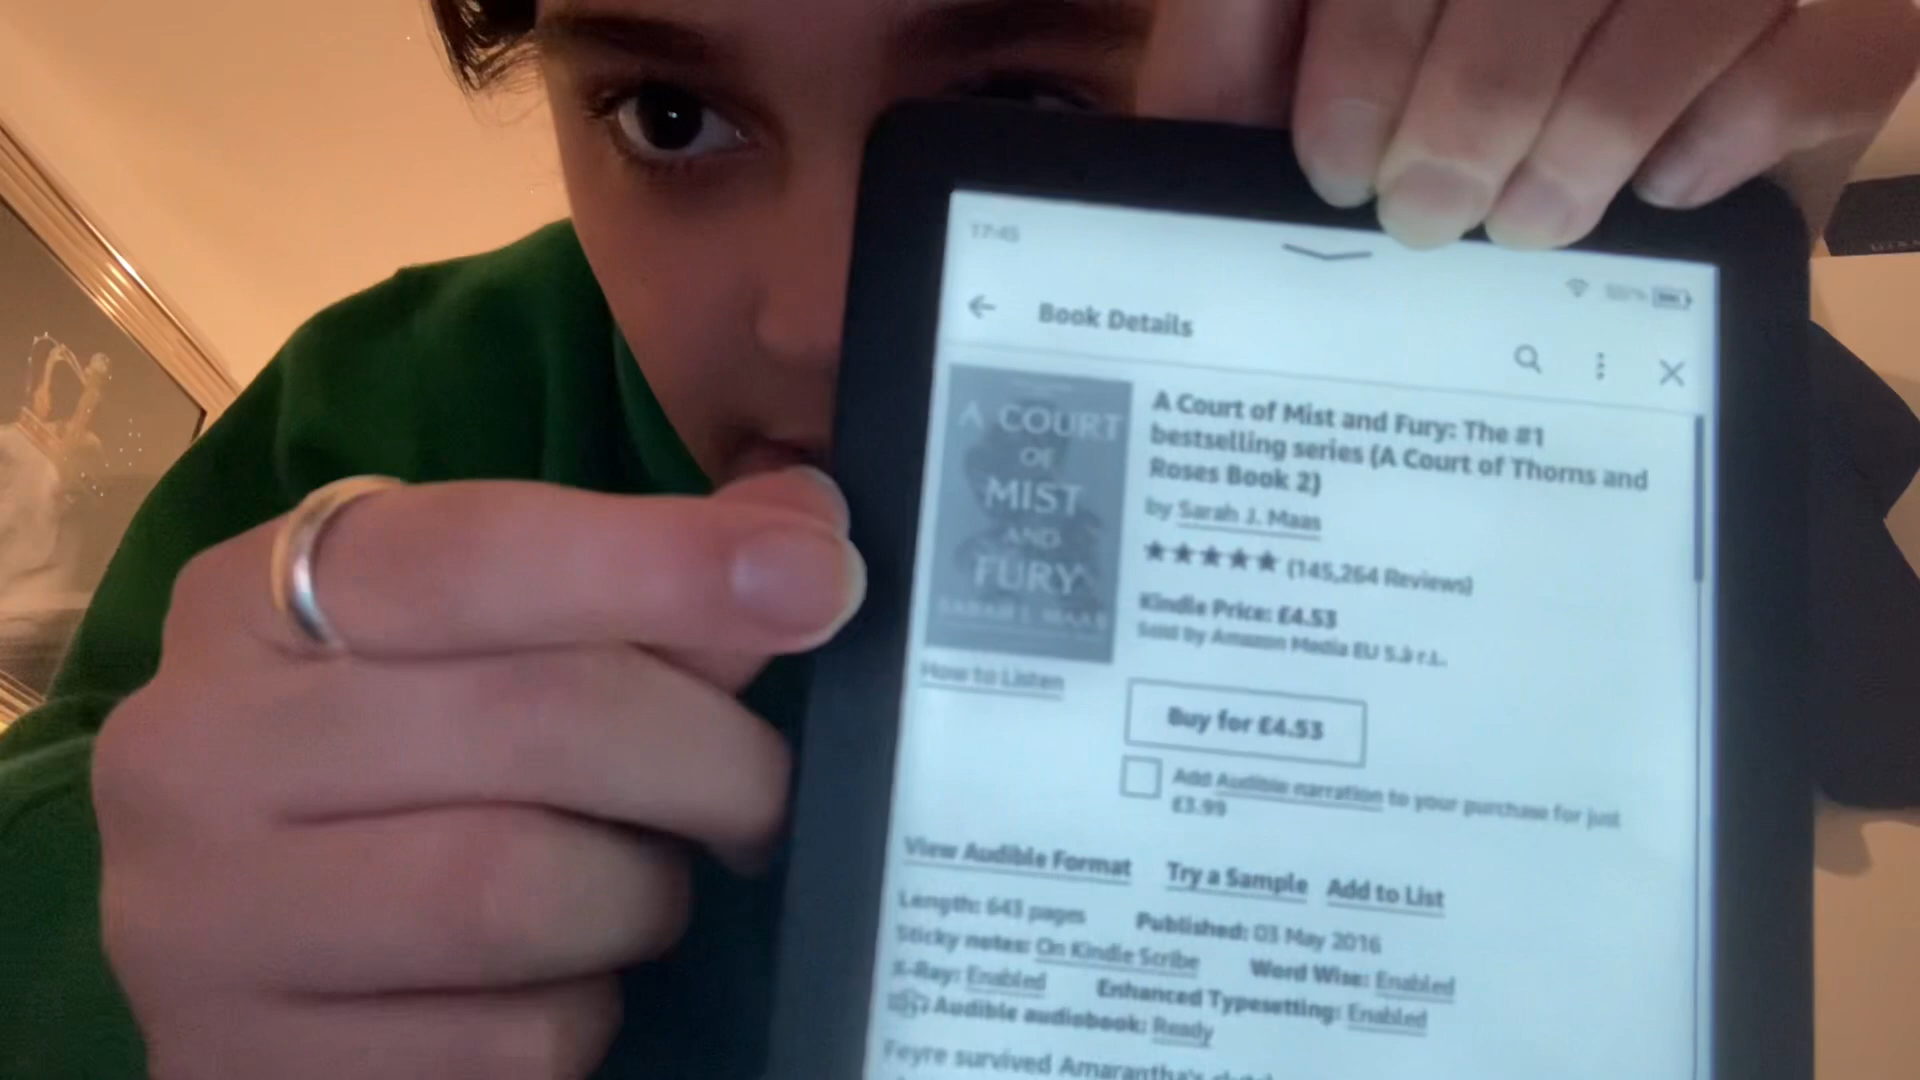 17:45
Book Details
A COURT
OF
MIST
AND
FURY
SARAH J. MAAS
A Court of Mist and Fury: The #1
bestselling series (A Court of Thorns and
Roses Book 2)
by Sarah J. Maas
(145,264 Reviews)
Kindle Price: £4.53
Sold by Amazon Media EU S.à r.l.
How to Listen
Buy for £4.53
Add Audible narration to your purchase for just
£3.99
View Audible Format Try a Sample Add to List
Length: 643 pages Published: 03 May 2016
Sticky notes: On Kindle Scribe Word Wise: Enabled
X-Ray: Enabled Enhanced Typesetting: Enabled
Audible audiobook: Ready
Feyre survived Amarantha's